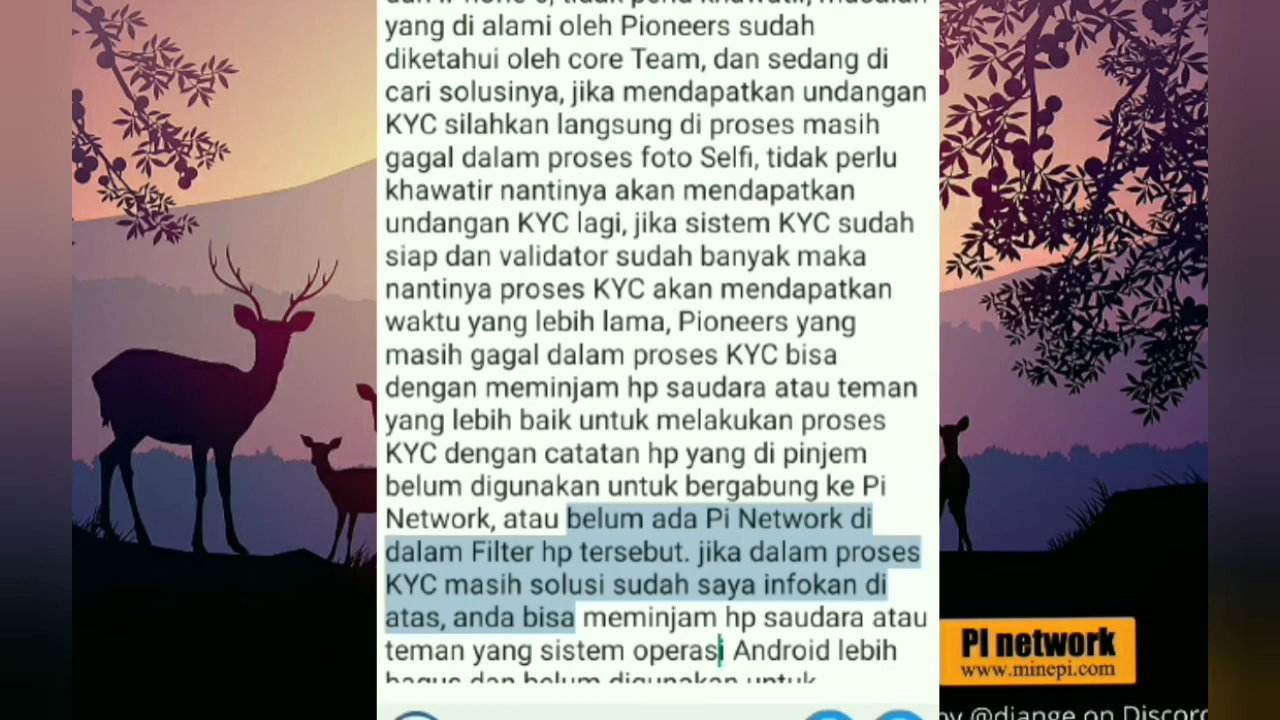 yang di alami oleh Pioneers sudah
diketahui oleh core Team, dan sedang di
cari solusinya, jika mendapatkan undangan
KYC silahkan langsung di proses masih
gagal dalam proses foto Selfi, tidak perlu
khawatir nantinya akan mendapatkan
undangan KYC lagi, jika sistem KYC sudah
siap dan validator sudah banyak maka
nantinya proses KYC akan mendapatkan
waktu yang lebih lama, Pioneers yang
masih gagal dalam proses KYC bisa
dengan meminjam hp saudara atau teman
yang lebih baik untuk melakukan proses
KYC dengan catatan hp yang di pinjem
belum digunakan untuk bergabung ke Pi
Network, atau belum ada Pi Network di
dalam Filter hp tersebut. jika dalam proses
KYC masih solusi sudah saya infokan di
atas, anda bisa meminjam hp saudara atau
teman yang sistem operasi Android lebih
PI network
www.minepi.com
by @djange on Discord